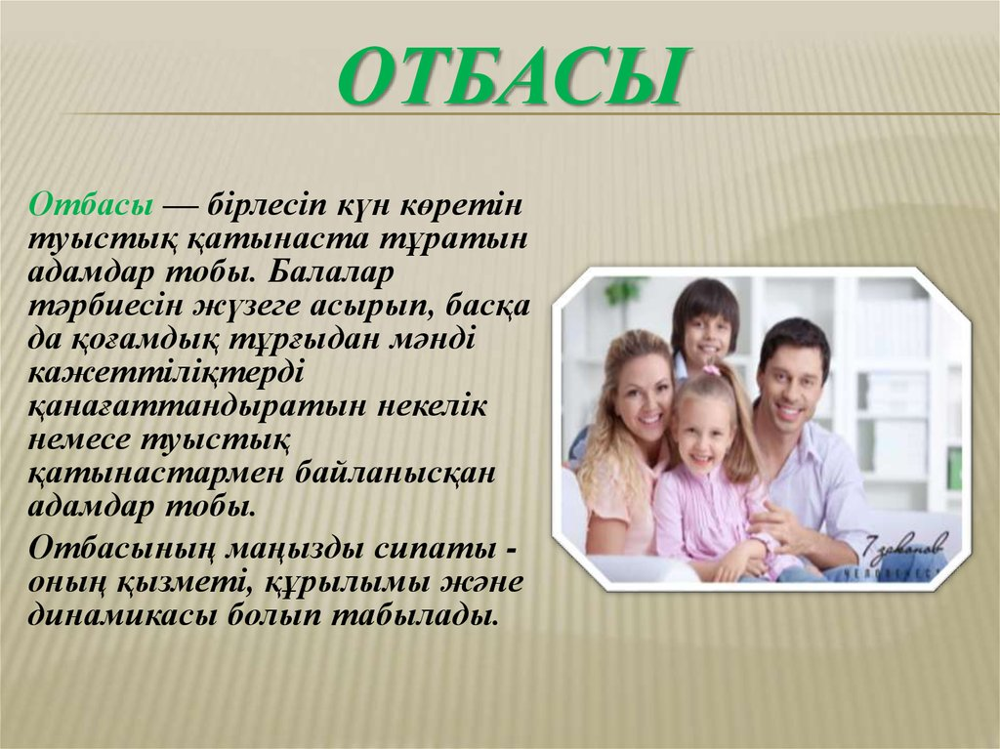 ОТБАСЫ
Отбасы — бірлесіп күн көретін
туыстық қатынаста тұратын
адамдар тобы. Балалар
тәрбиесін жүзеге асырып, басқа
да қоғамдық тұрғыдан мәнді
кажеттіліқтерді
қанағаттандыратын некелік
немесе туыстық
қатынастармен байланысқан
адамдар тобы.
Отбасының маңызды сипаты -
оның қызметі, құрылымы және
динамикасы болып табылады.
7 законов